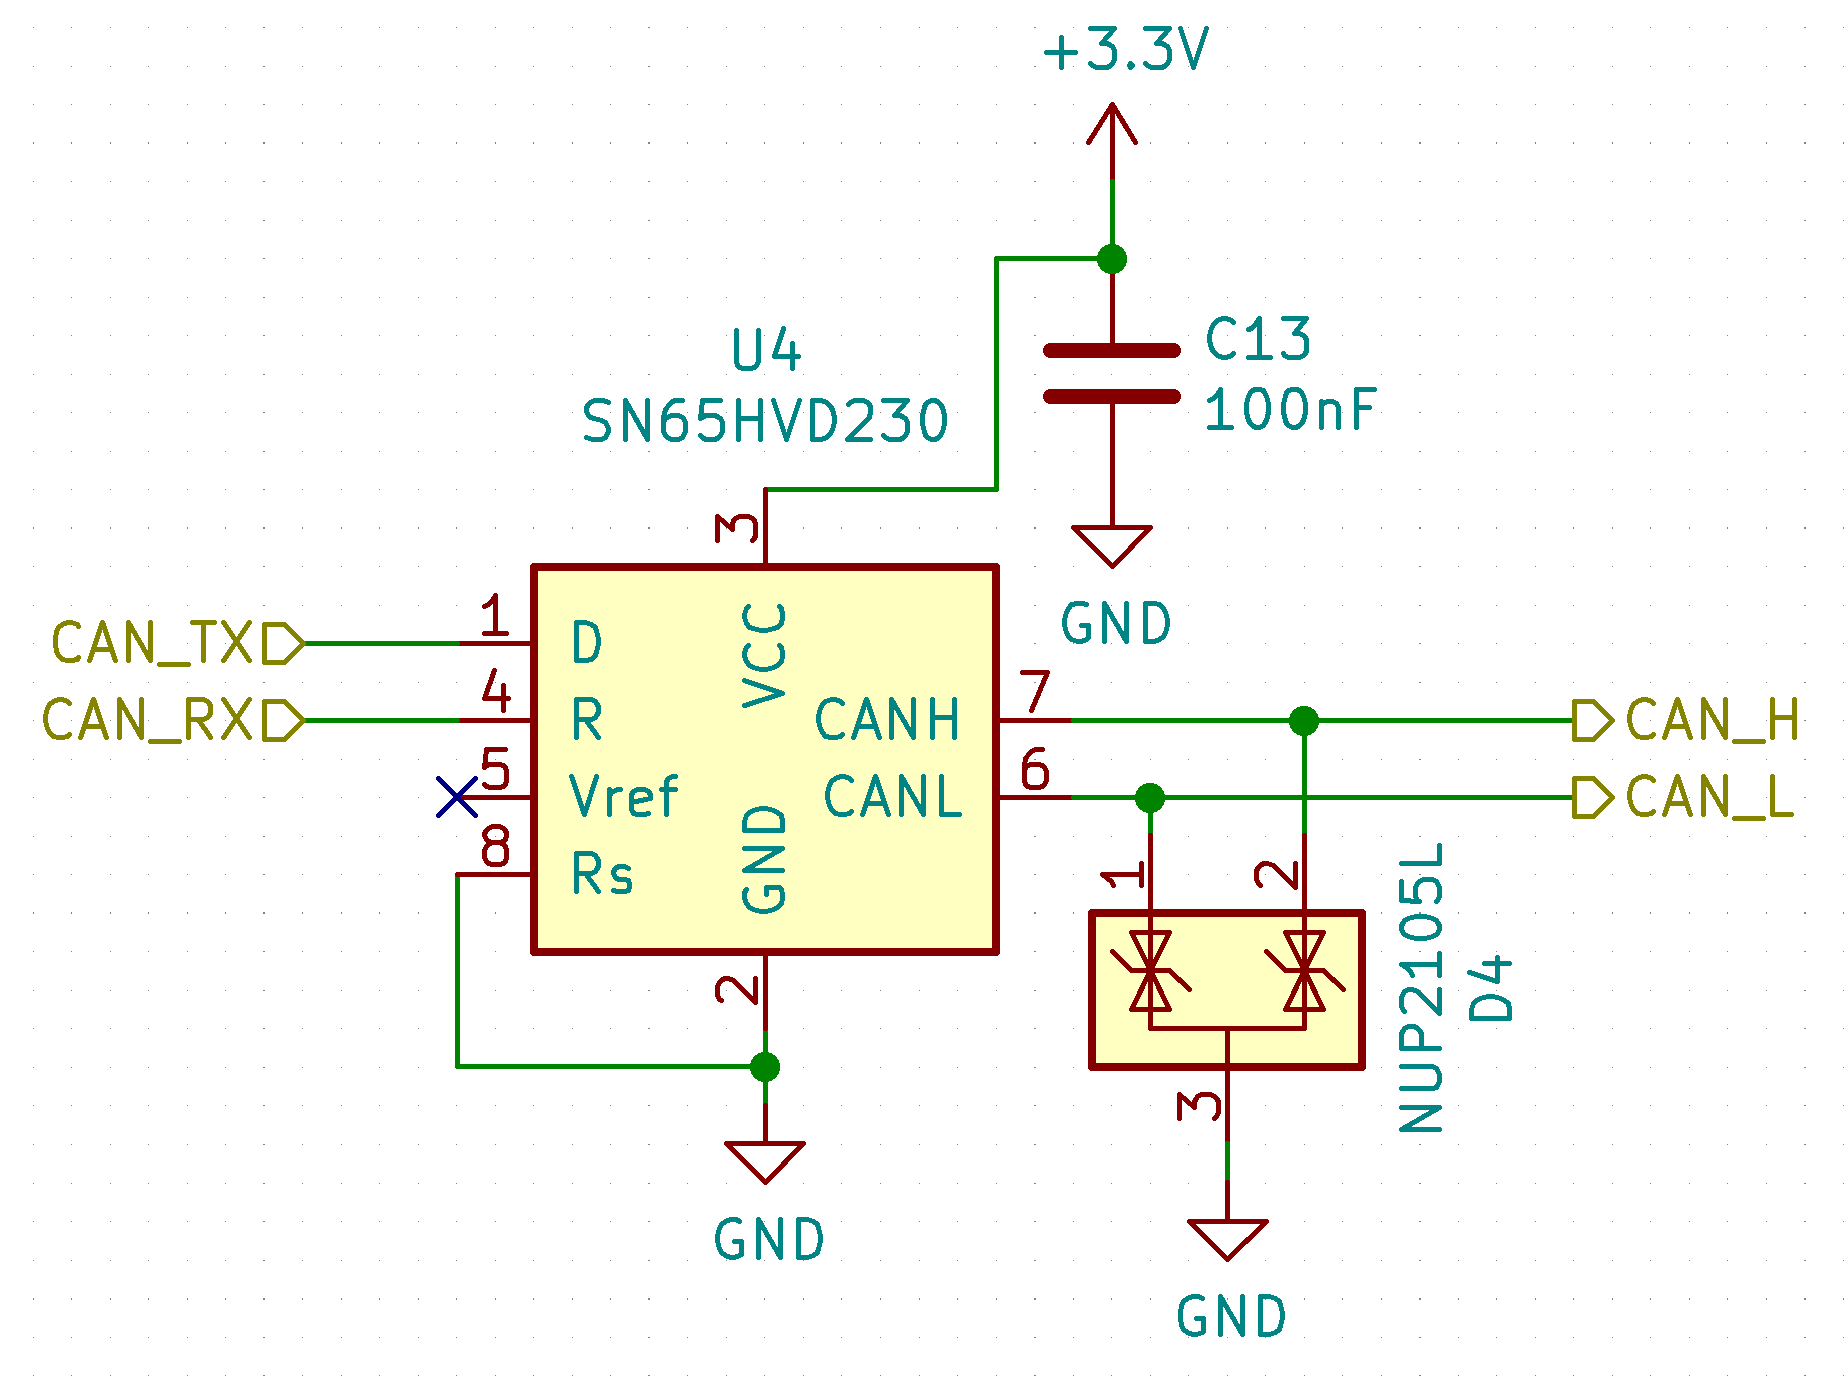 +3.3V
C13
100nF
GND
U4
SN65HVD230
3
VCC
CAN_TX
1
D
CAN_RX
4
R
5
Vref
8
Rs
GND
2
GND
CANH
7
CAN_H
CANL
6
CAN_L
1
2
3
NUP2105L
D4
GND